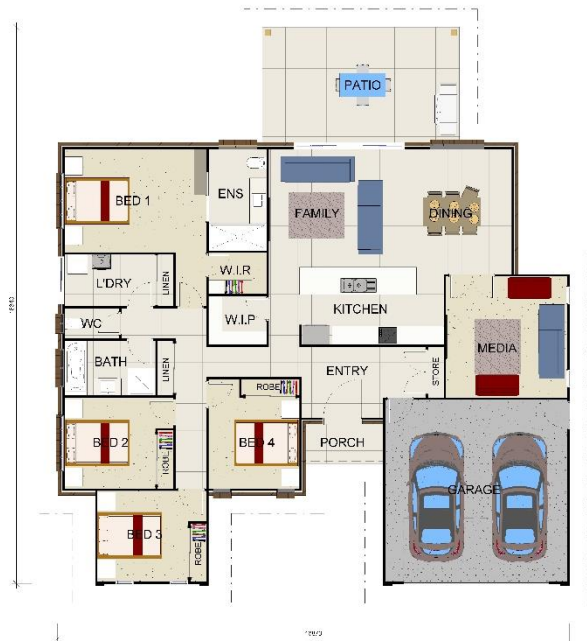 PATIO
BED 1
ENS
FAMILY
DINING
L'DRY
LINEN
W.I.R
WC
W.I.P
KITCHEN
MEDIA
BATH
LINEN
ENTRY
STORE
ROBE
BED 2
BED 4
PORCH
GARAGE
BED 3
ROBE